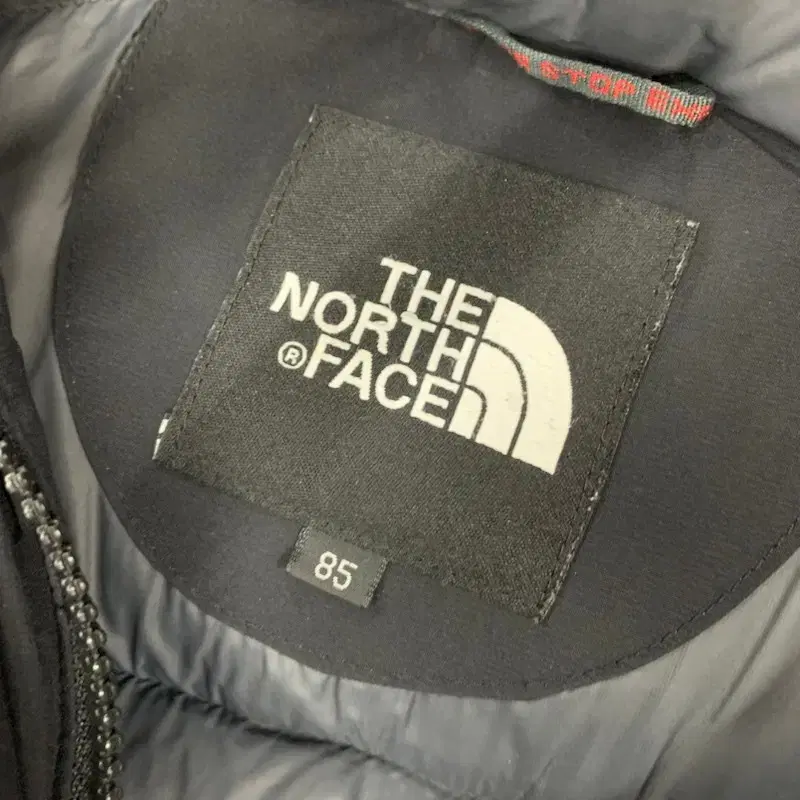 STOP
THE
NORTH
® FACE
85